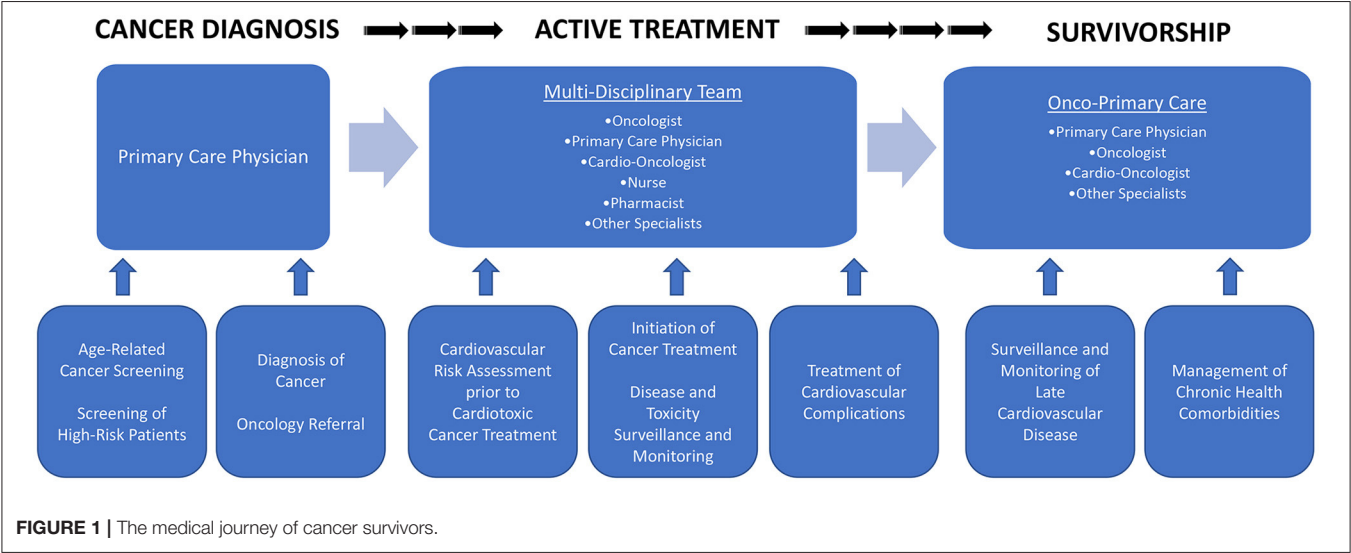 CANCER DIAGNOSIS
ACTIVE TREATMENT
SURVIVORSHIP
Primary Care Physician
Multi-Disciplinary Team
•Oncologist
•Primary Care Physician
•Cardio-Oncologist
•Nurse
•Pharmacist
•Other Specialists
Onco-Primary Care
•Primary Care Physician
•Oncologist
•Cardio-Oncologist
•Other Specialists
Age-Related
Cancer Screening
Screening of
High-Risk Patients
Diagnosis of
Cancer
Oncology Referral
Cardiovascular
Risk Assessment
prior to
Cardiotoxic
Cancer Treatment
Initiation of
Cancer Treatment
Disease and
Toxicity
Surveillance and
Monitoring
Treatment of
Cardiovascular
Complications
Surveillance and
Monitoring of
Late
Cardiovascular
Disease
Management of
Chronic Health
Comorbidities
FIGURE 1 | The medical journey of cancer survivors.